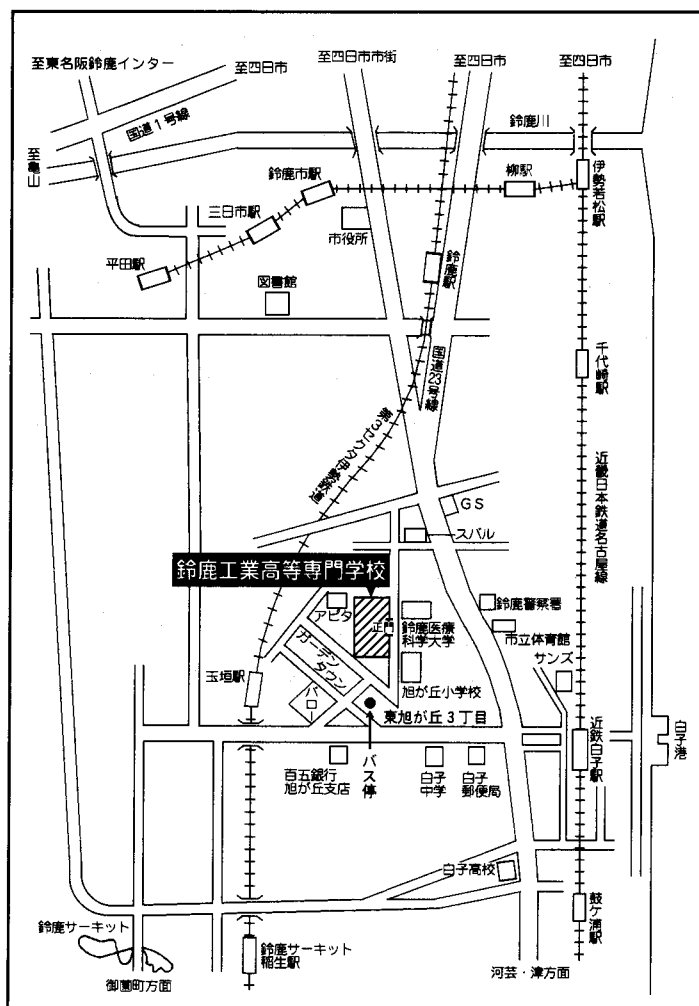 至東名阪鈴鹿インター
至四日市
至四日市市街
至四日市
至四日市
国道1号線
鈴鹿川
至亀山
鈴鹿市駅
柳駅
伊勢若松駅
三日市駅
市役所
平田駅
鈴鹿駅
図書館
国道23号線
千代崎駅
第3セクタ伊勢鉄道
近畿日本鉄道名古屋線
GS
スバル
鈴鹿工業高等専門学校
アピタ
正門
鈴鹿医療
科学大学
鈴鹿警察署
市立体育館
サンズ
ガーデン
タウン
旭が丘小学校
玉垣駅
バロー
東旭が丘3丁目
近鉄白子駅
白子港
百五銀行
旭が丘支店
バス停
白子
中学
白子
郵便局
白子高校
鼓ケ浦駅
鈴鹿サーキット
鈴鹿サーキット
稲生駅
御薗町方面
河芸・津方面